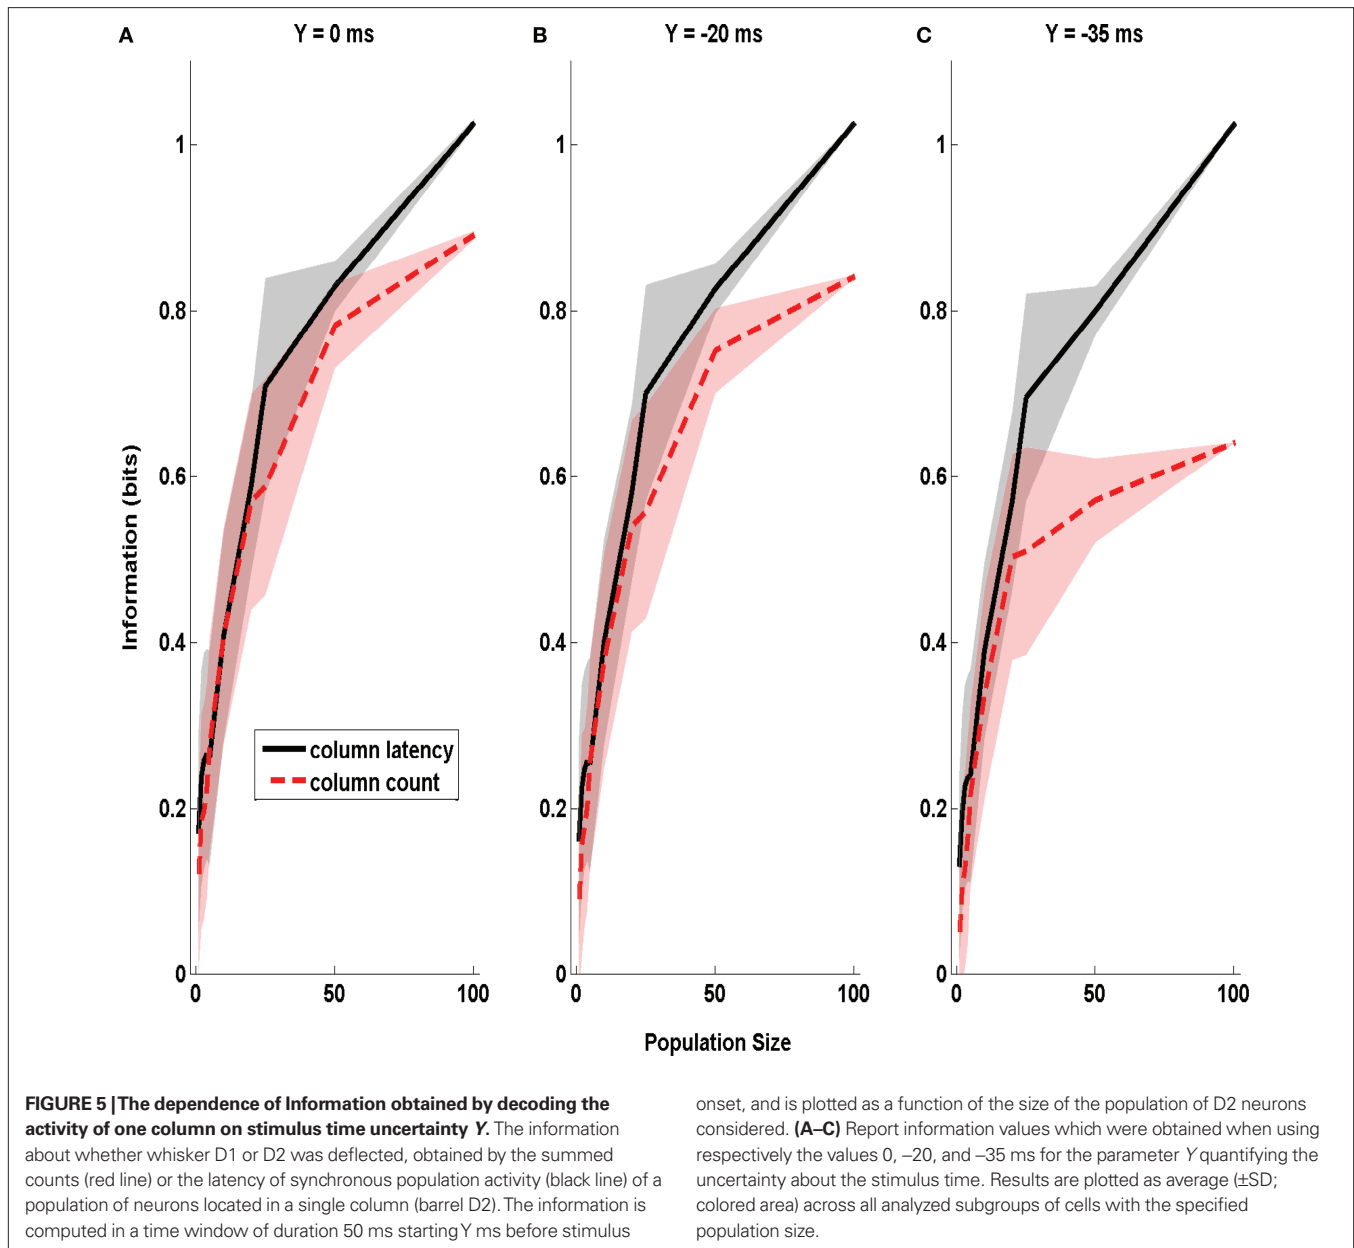 A
Y = 0 ms
B
Y = -20 ms
C
Y = -35 ms
1
0.8
0.6
0.4
0.2
0
0
50
100
1
0.8
0.6
0.4
0.2
0
0
50
100
1
0.8
0.6
0.4
0.2
0
0
50
100
Information (bits)
column latency
column count
Population Size
FIGURE 5 | The dependence of Information obtained by decoding the
activity of one column on stimulus time uncertainty Y. The information
about whether whisker D1 or D2 was deflected, obtained by the summed
counts (red line) or the latency of synchronous population activity (black line) of a
population of neurons located in a single column (barrel D2). The information is
computed in a time window of duration 50 ms starting Y ms before stimulus
onset, and is plotted as a function of the size of the population of D2 neurons
considered. (A–C) Report information values which were obtained when using
respectively the values 0, –20, and –35 ms for the parameter Y quantifying the
uncertainty about the stimulus time. Results are plotted as average (±SD;
colored area) across all analyzed subgroups of cells with the specified
population size.